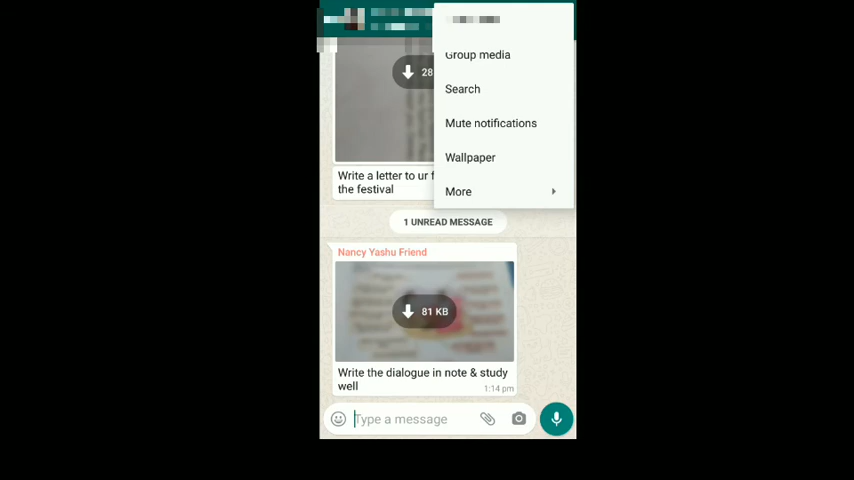 Group media
Search
Mute notifications
Wallpaper
More
28
Write a letter to ur f
the festival
1 UNREAD MESSAGE
Nancy Yashu Friend
81 KB
Write the dialogue in note & study
well
1:14 pm
Type a message